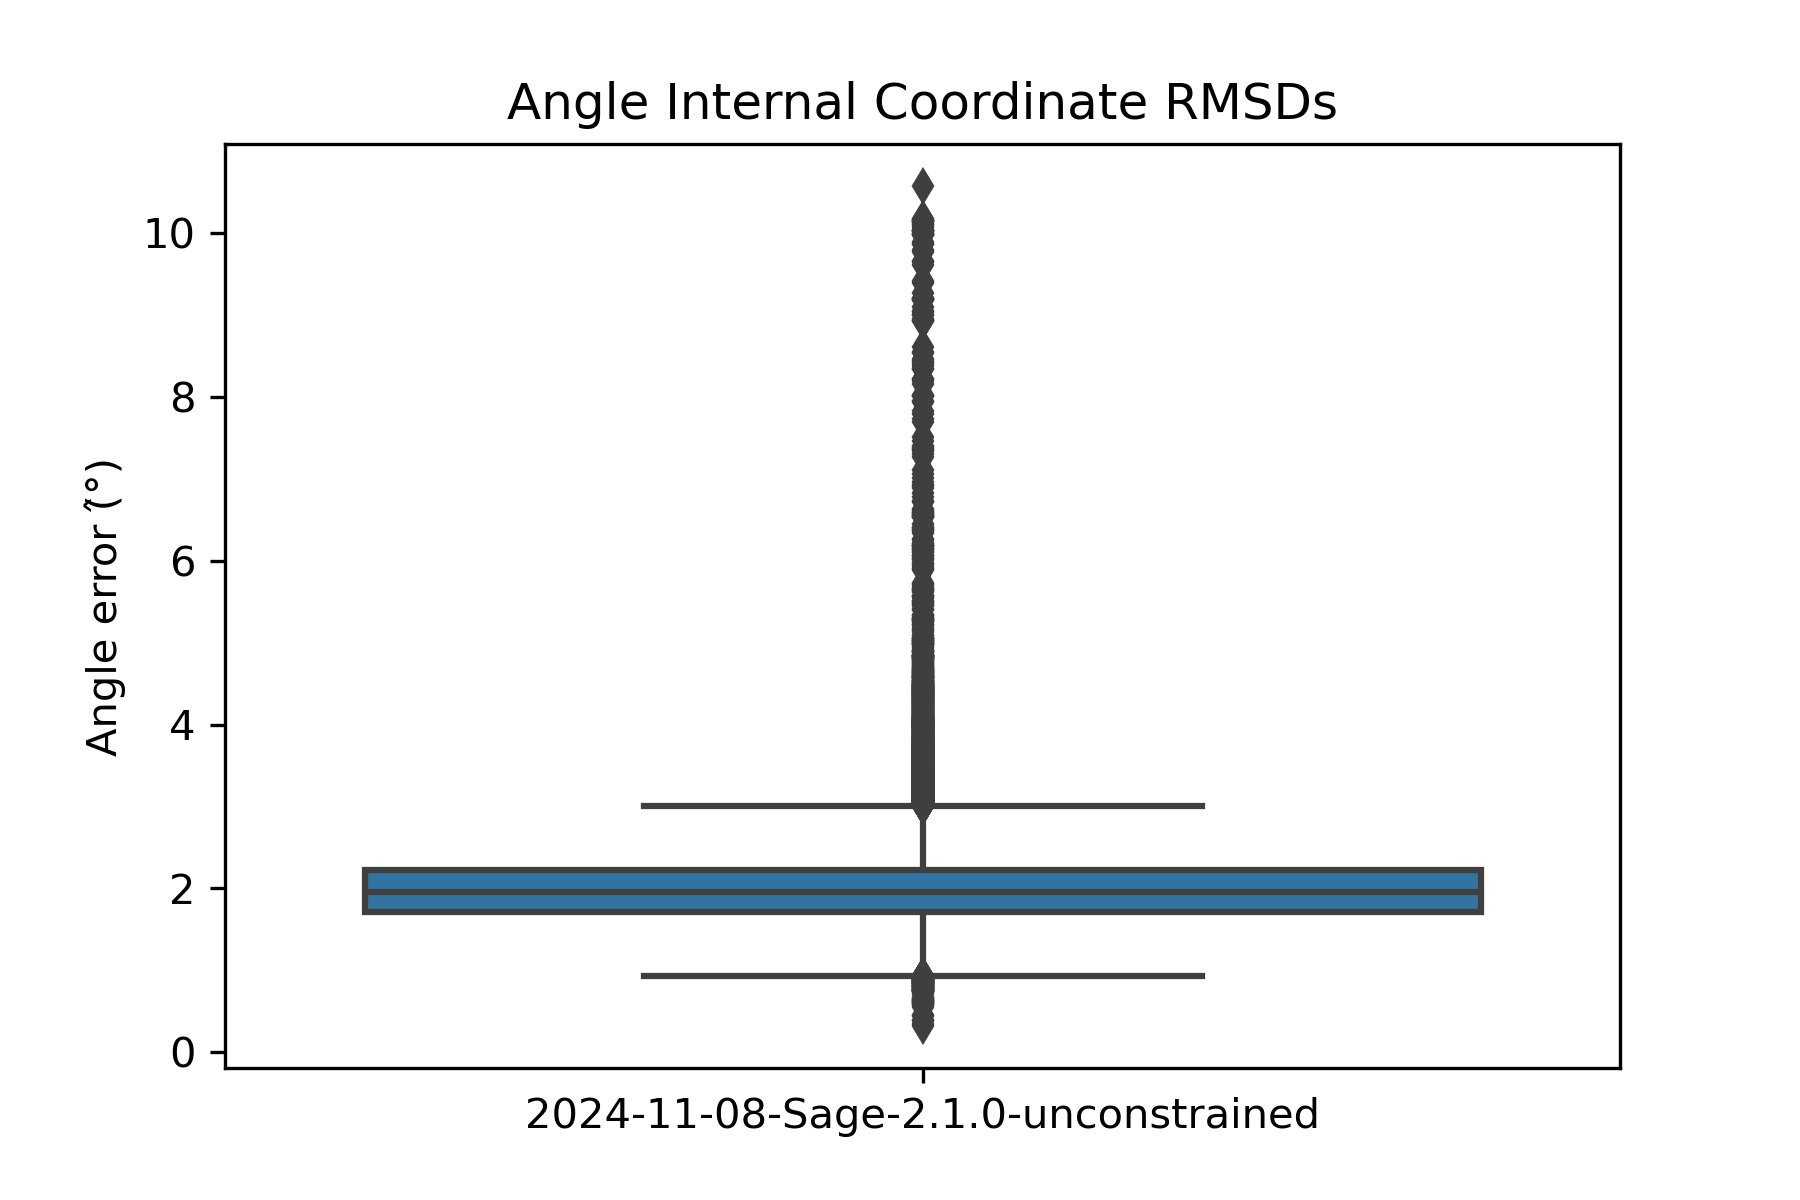 Angle Internal Coordinate RMSDs
10
8
6
4
2
0
Angle error (̋°)
2024-11-08-Sage-2.1.0-unconstrained